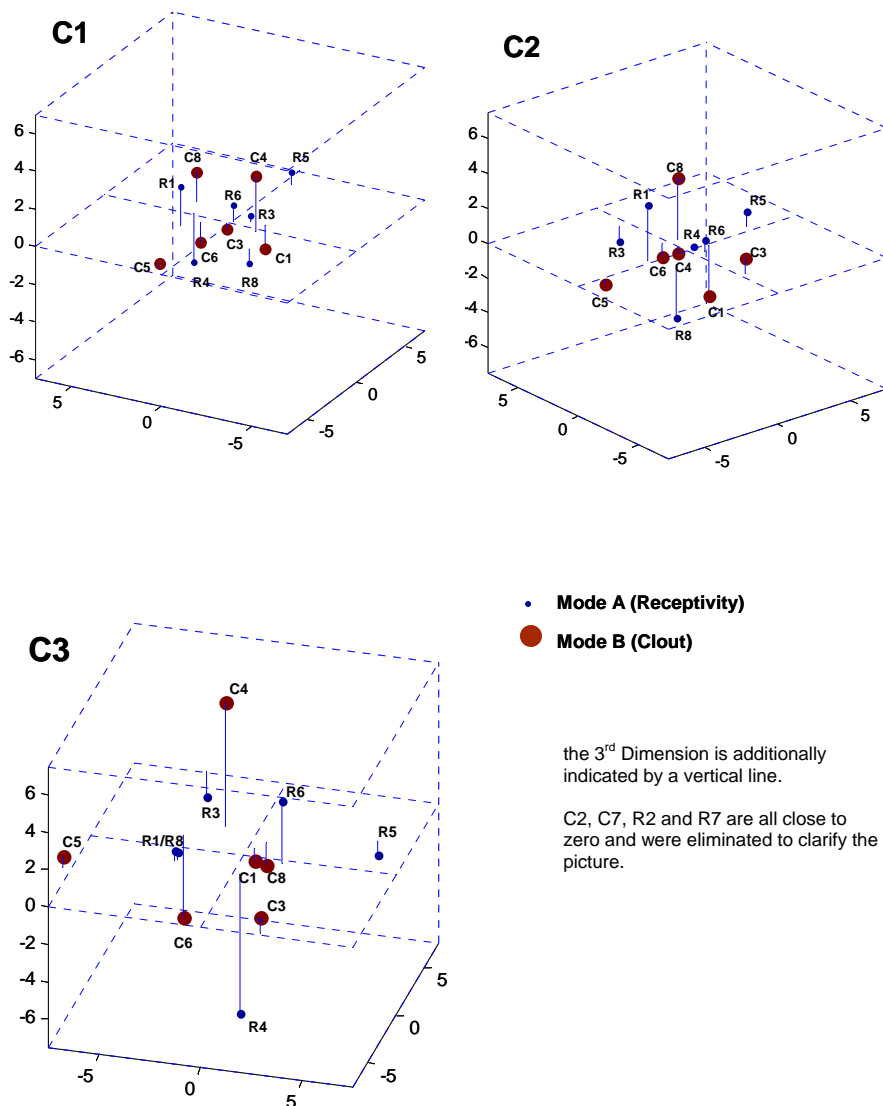 C1
6
4
2
0
-2
-4
-6
5
0
-5
-5
0
5
C8
C4
R5
R1
R6
R3
C3
C6
C1
C5
R4
R8
C2
6
4
2
0
-2
-4
-6
5
0
-5
-5
0
5
C8
R1
R5
R6
R4
R3
C3
C6
C4
C5
C1
R8
Mode A (Receptivity)
Mode B (Clout)
C3
6
4
2
0
-2
-4
-6
-5
0
5
-5
0
5
C4
R6
R3
R5
C5
R1/R8
C1
C8
C3
C6
R4
the 3rd Dimension is additionally
indicated by a vertical line.
C2, C7, R2 and R7 are all close to
zero and were eliminated to clarify the
picture.